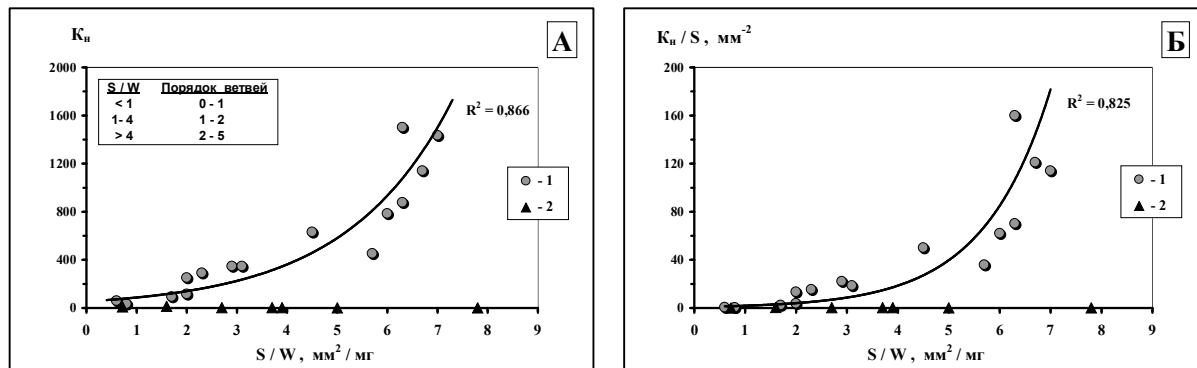 Кн
А
2000
1600
1200
800
400
0
S / W Порядок ветвей
< 1 0 - 1
1- 4 1 - 2
> 4 2 - 5
R² = 0,866
- 1
- 2
0 1 2 3 4 5 6 7 8 9
S / W , мм² / мг
Кн / S , мм⁻²
Б
200
160
120
80
40
0
R² = 0,825
- 1
- 2
0 1 2 3 4 5 6 7 8 9
S / W , мм² / мг